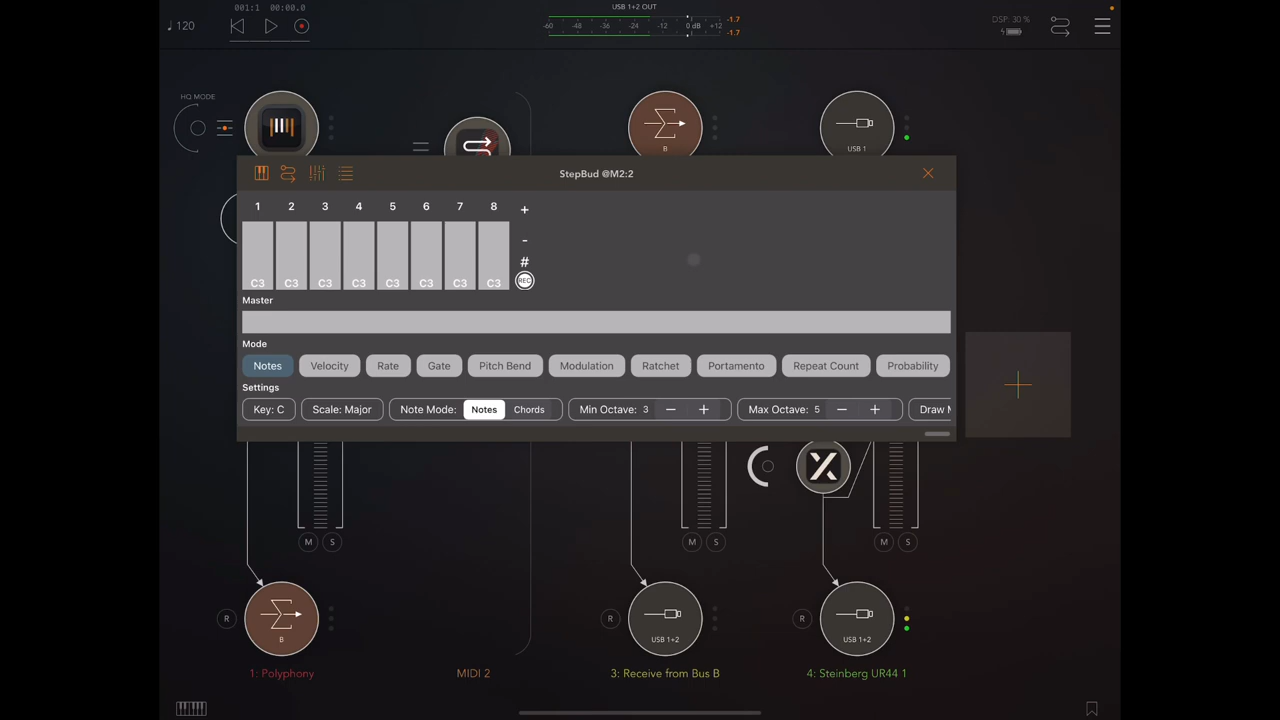 USB 1+2 OUT
001:1 00:00.0
120
-60 -48 -36 -24 -12 0 dB +12
-1.7
-1.7
DSP: 30 %
HQ MODE
B
USB 1
StepBud @M2:2
1 2 3 4 5 6 7 8 +
-
#
C3 C3 C3 C3 C3 C3 C3 C3 REC
Master
Mode
Notes Velocity Rate Gate Pitch Bend Modulation Ratchet Portamento Repeat Count Probability
Settings
Key: C Scale: Major Note Mode: Notes Chords Min Octave: 3 - + Max Octave: 5 - + Draw
M S M S M S
R B R USB 1+2 R USB 1+2
1: Polyphony MIDI 2 3: Receive from Bus B 4: Steinberg UR44 1